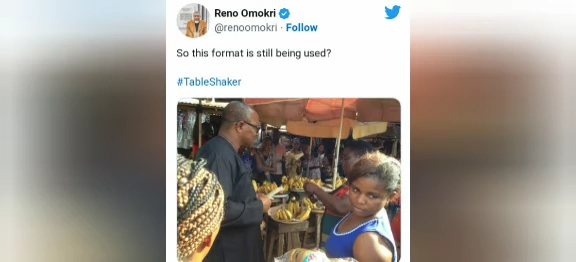 Reno Omokri
@renoomokri · Follow
So this format is still being used?
#TableShaker